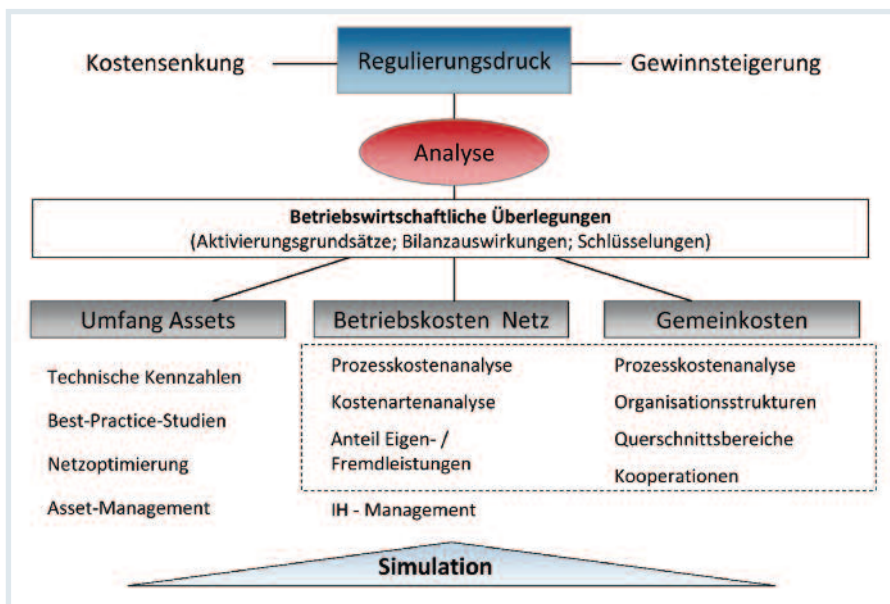 Kostensenkung
Regulierungsdruck
Gewinnsteigerung
Analyse
Betriebswirtschaftliche Überlegungen
(Aktivierungsgrundsätze; Bilanzauswirkungen; Schlüsselungen)
Umfang Assets
Technische Kennzahlen
Best-Practice-Studien
Netzoptimierung
Asset-Management
Betriebskosten Netz
Prozesskostenanalyse
Kostenartenanalyse
Anteil Eigen- /
Fremdleistungen
IH - Management
Gemeinkosten
Prozesskostenanalyse
Organisationsstrukturen
Querschnittsbereiche
Kooperationen
Simulation